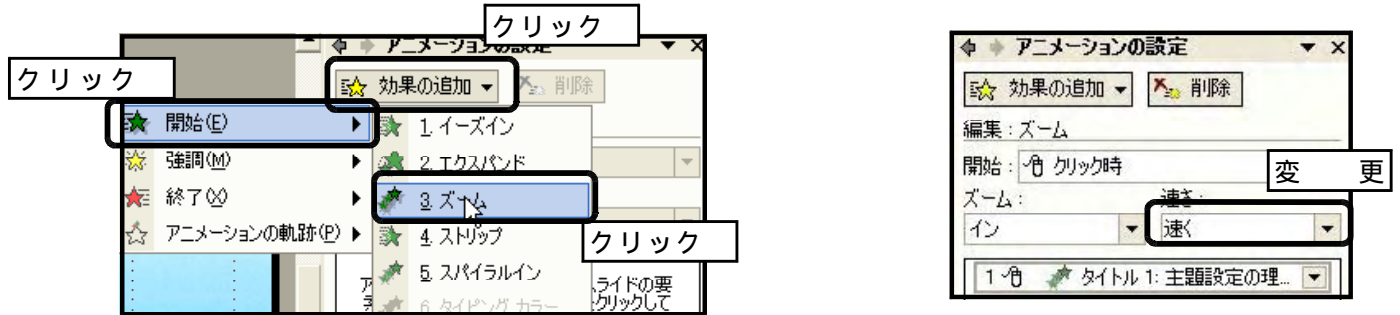 クリック
アニメーションの設定
クリック
効果の追加
削除
開始(E)
1. イーズイン
強調(M)
2. エクスパンド
終了(X)
3. ズーム
アニメーションの軌跡(P)
4. ストリップ
クリック
5. スパイラルイン
スライドの要
6. タイピング カラー
クリックして
アニメーションの設定
効果の追加
削除
編集：ズーム
開始：
クリック時
変　更
ズーム：
速さ：
イン
速く
1
タイトル 1: 主題設定の理...